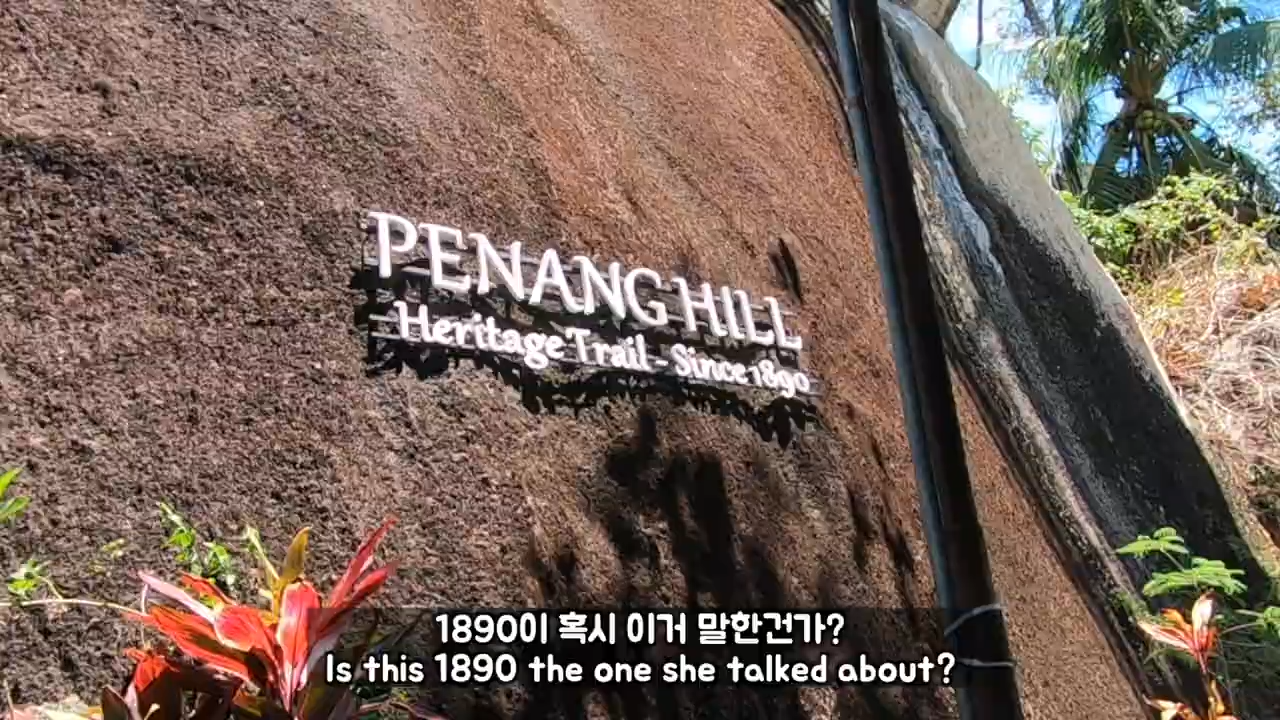 PENANG HILL
Heritage Trail - Since 1890
1890이 혹시 이거 말한건가?
Is this 1890 the one she talked about?